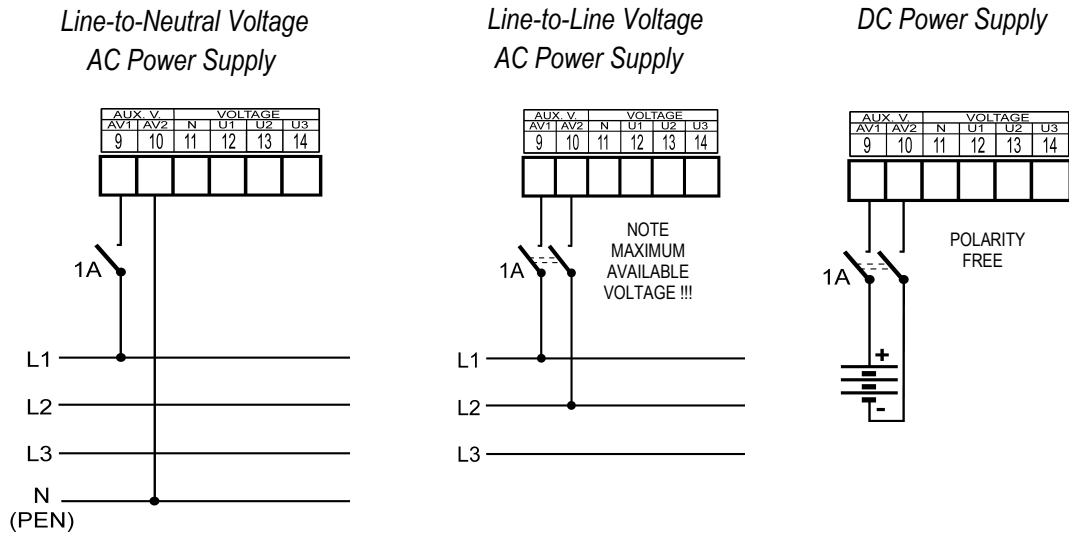 Line-to-Neutral Voltage
AC Power Supply
AUX. V. VOLTAGE
AV1 AV2 N U1 U2 U3
9 10 11 12 13 14
1A
L1
L2
L3
N
(PEN)
Line-to-Line Voltage
AC Power Supply
AUX. V. VOLTAGE
AV1 AV2 N U1 U2 U3
9 10 11 12 13 14
1A
NOTE
MAXIMUM
AVAILABLE
VOLTAGE !!!
L1
L2
L3
DC Power Supply
AUX. V. VOLTAGE
AV1 AV2 N U1 U2 U3
9 10 11 12 13 14
1A
POLARITY
FREE
+
-